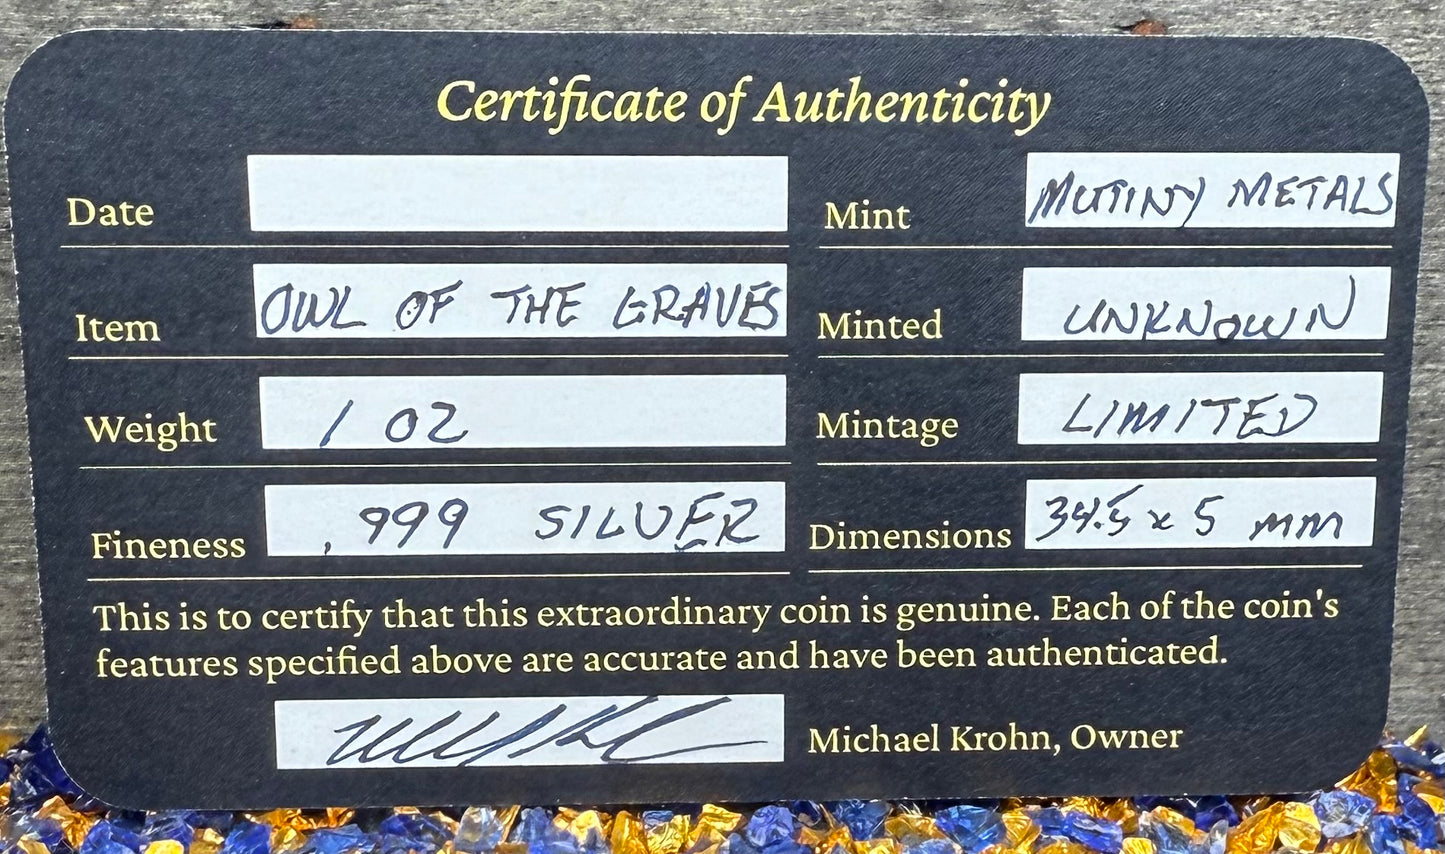 Certificate of Authenticity
Date
Mint MUTINY METALS
Item OWL OF THE GRAVES
Minted UNKNOWN
Weight 1 OZ
Mintage LIMITED
Fineness .999 SILVER
Dimensions 34.5 x 5 mm
This is to certify that this extraordinary coin is genuine. Each of the coin's
features specified above are accurate and have been authenticated.
Michael Krohn, Owner